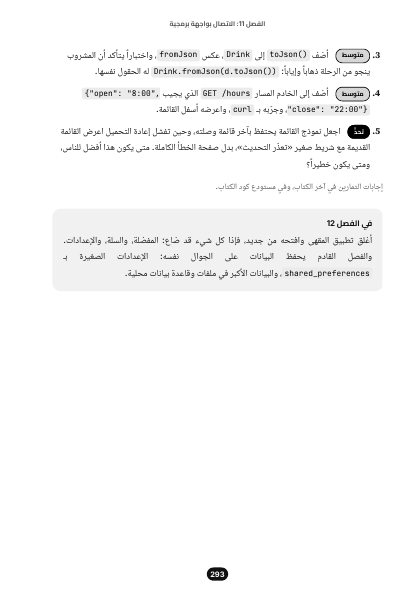 الفصل 11: الاتصال بواجهة برمجية
3. متوسط أضف toJson() إلى Drink، عكس fromJson، واختباراً يتأكد أن المشروب
ينجو من الرحلة ذهاباً وإياباً: Drink.fromJson(d.toJson()) له الحقول نفسها.
4. متوسط أضف إلى الخادم المسار GET /hours الذي يجيب {"open": "8:00",
"close": "22:00"}، وجرّبه بـ curl، واعرضه أسفل القائمة.
5. تحدٍّ اجعل نموذج القائمة يحتفظ بآخر قائمة وصلته، وحين تفشل إعادة التحميل اعرض القائمة
القديمة مع شريط صغير «تعذّر التحديث»، بدل صفحة الخطأ الكاملة. متى يكون هذا أفضل للناس،
ومتى يكون خطيراً؟
إجابات التمارين في آخر الكتاب، وفي مستودع كود الكتاب.
في الفصل 12
أغلق تطبيق المقهى وافتحه من جديد، فإذا كل شيء قد ضاع: المفضلة، والسلة، والإعدادات.
والفصل القادم يحفظ البيانات على الجوال نفسه: الإعدادات الصغيرة بـ
shared_preferences، والبيانات الأكبر في ملفات وقاعدة بيانات محلية.
293